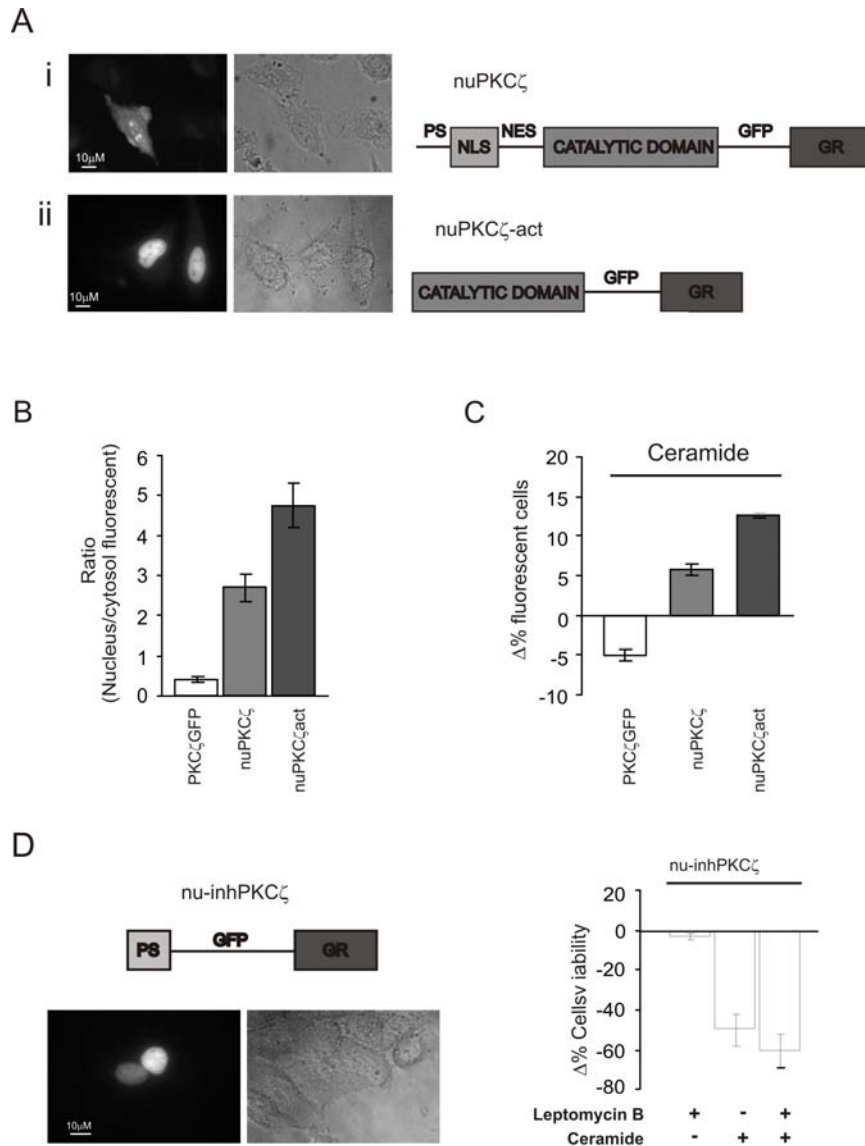 A
i
10μM
nuPKCζ
PS NLS NES CATALYTIC DOMAIN GFP GR
ii
10μM
nuPKCζ-act
CATALYTIC DOMAIN GFP GR
B
Ratio
(Nucleus/cytosol fluorescent)
6
5
4
3
2
1
0
PKCζGFP
nuPKCζ
nuPKCζact
C
Ceramide
Δ% fluorescent cells
20
15
10
5
0
-5
-10
PKCζGFP
nuPKCζ
nuPKCζact
D
nu-inhPKCζ
PS GFP GR
10μM
nu-inhPKCζ
Δ% Cellsv iability
20
0
-20
-40
-60
-80
Leptomycin B + - +
Ceramide - + +